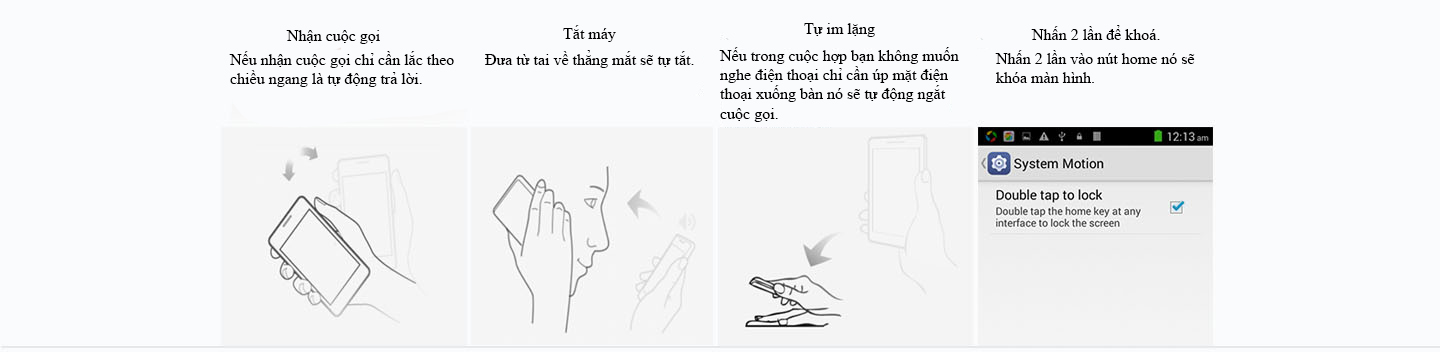 Nhận cuộc gọi
Nếu nhận cuộc gọi chỉ cần lắc theo
chiều ngang là tự động trả lời.
Tắt máy
Đưa từ tai về thẳng mắt sẽ tự tắt.
Tự im lặng
Nếu trong cuộc hợp bạn không muốn
nghe điện thoại chỉ cần úp mặt điện
thoại xuống bàn nó sẽ tự động ngắt
cuộc gọi.
Nhấn 2 lần để khoá.
Nhấn 2 lần vào nút home nó sẽ
khóa màn hình.
12:13 am
System Motion
Double tap to lock
Double tap the home key at any
interface to lock the screen